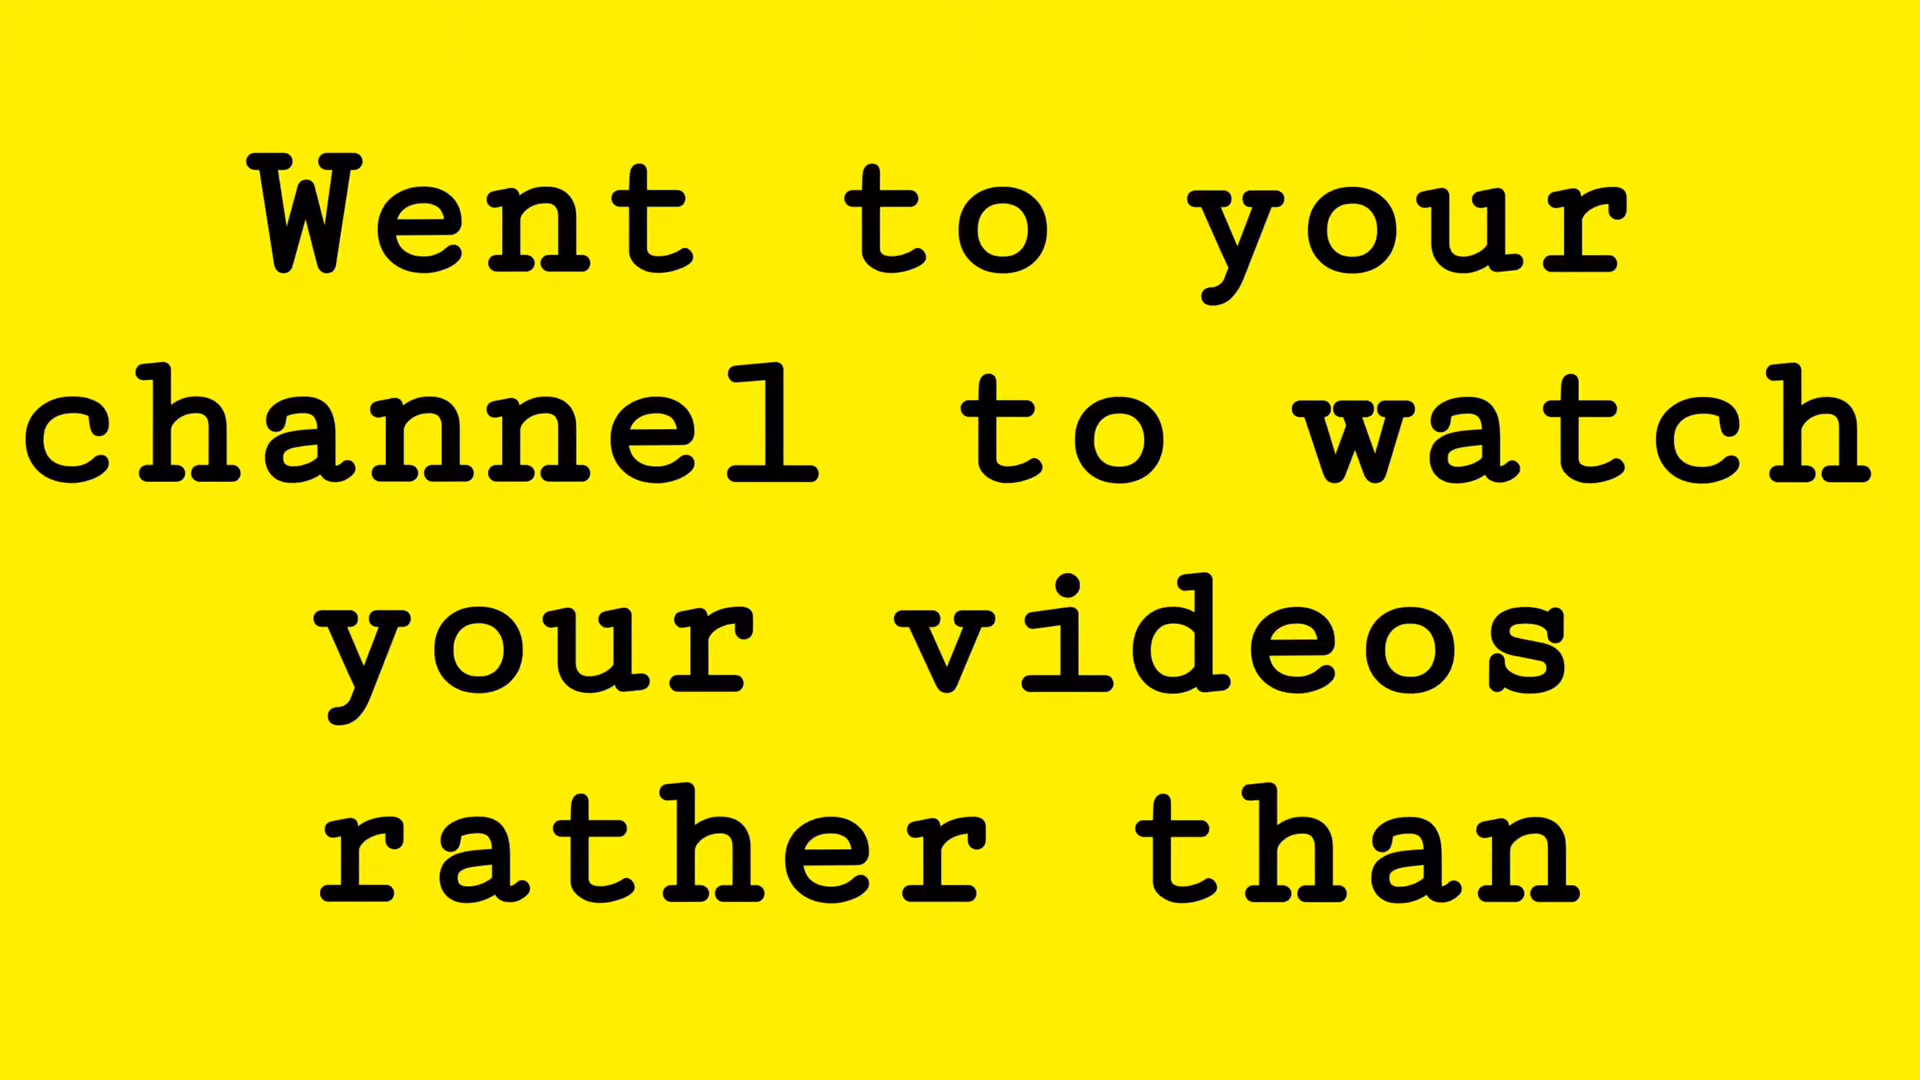 Went to your
channel to watch
your videos
rather than